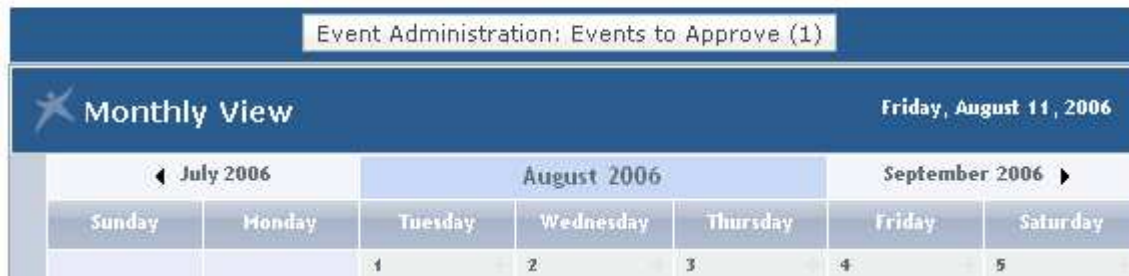 Event Administration: Events to Approve (1)
Monthly View Friday, August 11, 2006
July 2006 August 2006 September 2006
Sunday Monday Tuesday Wednesday Thursday Friday Saturday
1 2 3 4 5